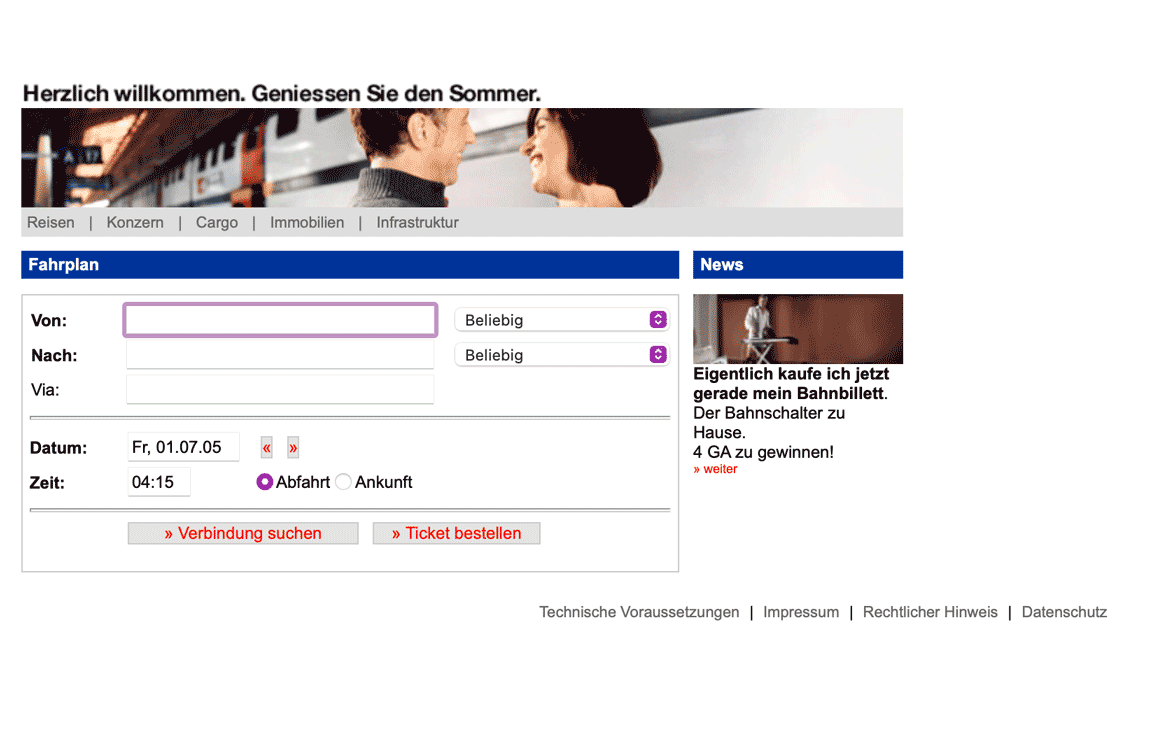 Herzlich willkommen. Geniessen Sie den Sommer.
A 17
Reisen | Konzern | Cargo | Immobilien | Infrastruktur
Fahrplan
Von: Beliebig
Nach: Beliebig
Via:
Datum: Fr, 01.07.05 « »
Zeit: 04:15 Abfahrt Ankunft
» Verbindung suchen » Ticket bestellen
News
Eigentlich kaufe ich jetzt
gerade mein Bahnbillett.
Der Bahnschalter zu
Hause.
4 GA zu gewinnen!
» weiter
Technische Voraussetzungen | Impressum | Rechtlicher Hinweis | Datenschutz